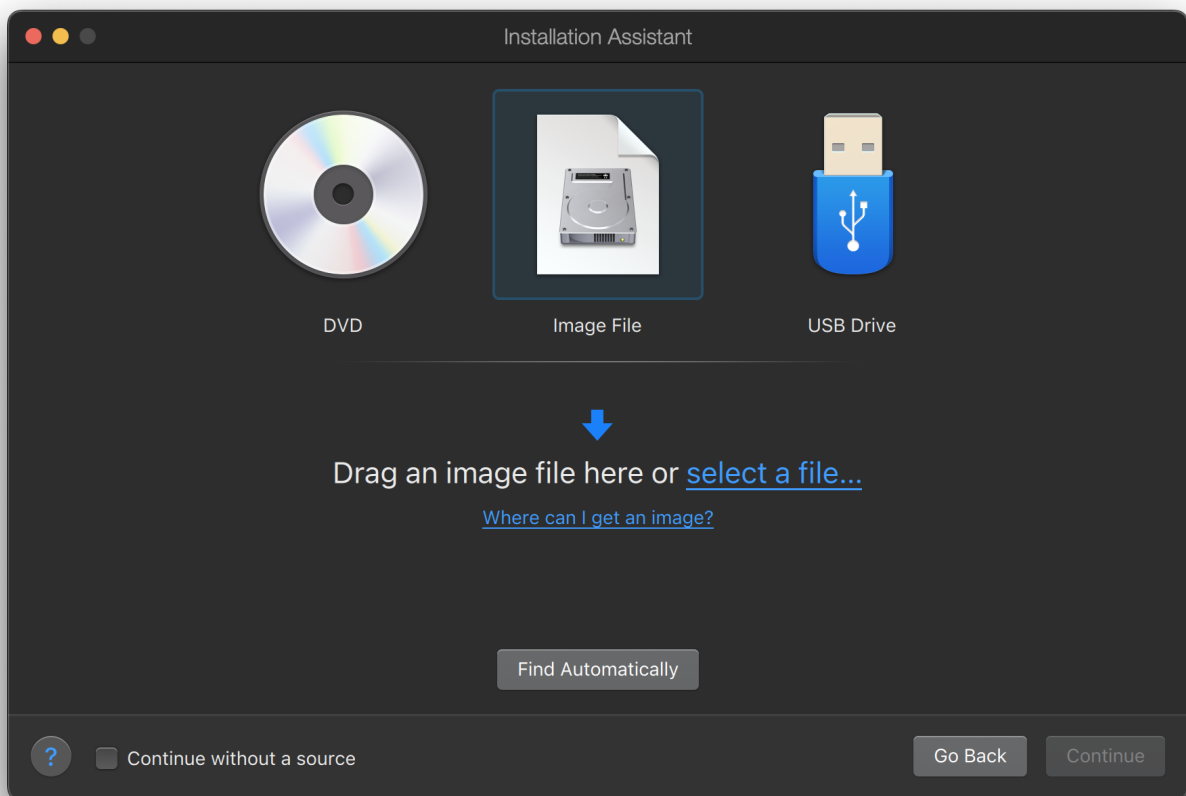 Installation Assistant
DVD
Image File
USB Drive
Drag an image file here or select a file...
Where can I get an image?
Find Automatically
? Continue without a source
Go Back
Continue